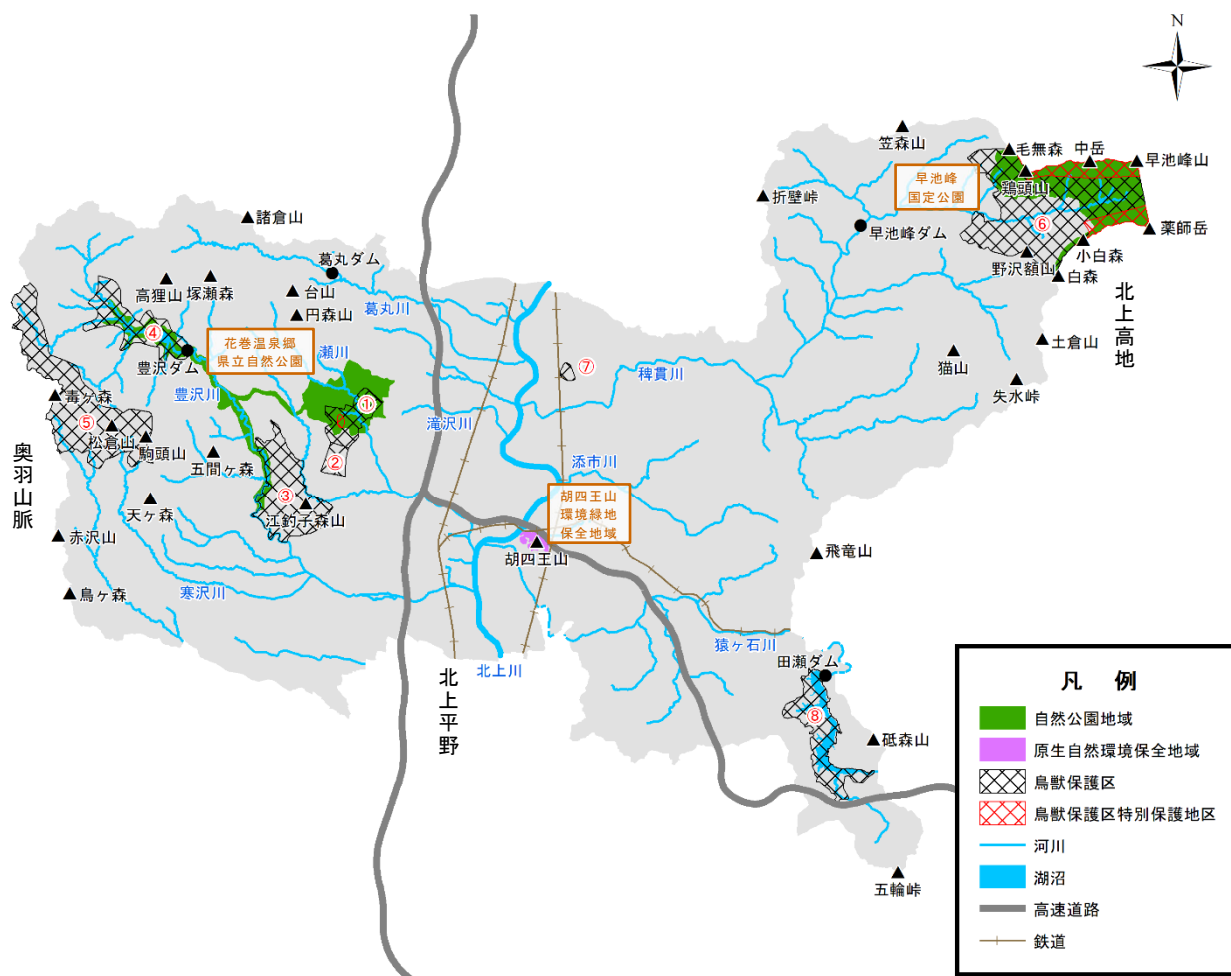 N
笠森山
毛無森
中岳
早池峰山
早池峰
国定公園
鶏頭山
折壁峠
⑥
薬師岳
早池峰ダム
小白森
野沢額山
白森
北上高地
諸倉山
葛丸ダム
高狸山
塚瀬森
台山
円森山
葛丸川
④
花巻温泉郷
県立自然公園
瀬川
豊沢ダム
土倉山
猫山
失水峠
⑦
稗貫川
毒ヶ森
豊沢川
①
滝沢川
⑤
松倉山
駒頭山
五間ヶ森
②
添市川
奥羽山脈
③
江釣子森山
天ヶ森
胡四王山
環境緑地
保全地域
赤沢山
胡四王山
飛竜山
鳥ヶ森
寒沢川
猿ヶ石川
田瀬ダム
北上川
北上平野
⑧
砥森山
五輪峠
凡 例
自然公園地域
原生自然環境保全地域
鳥獣保護区
鳥獣保護区特別保護地区
河川
湖沼
高速道路
鉄道